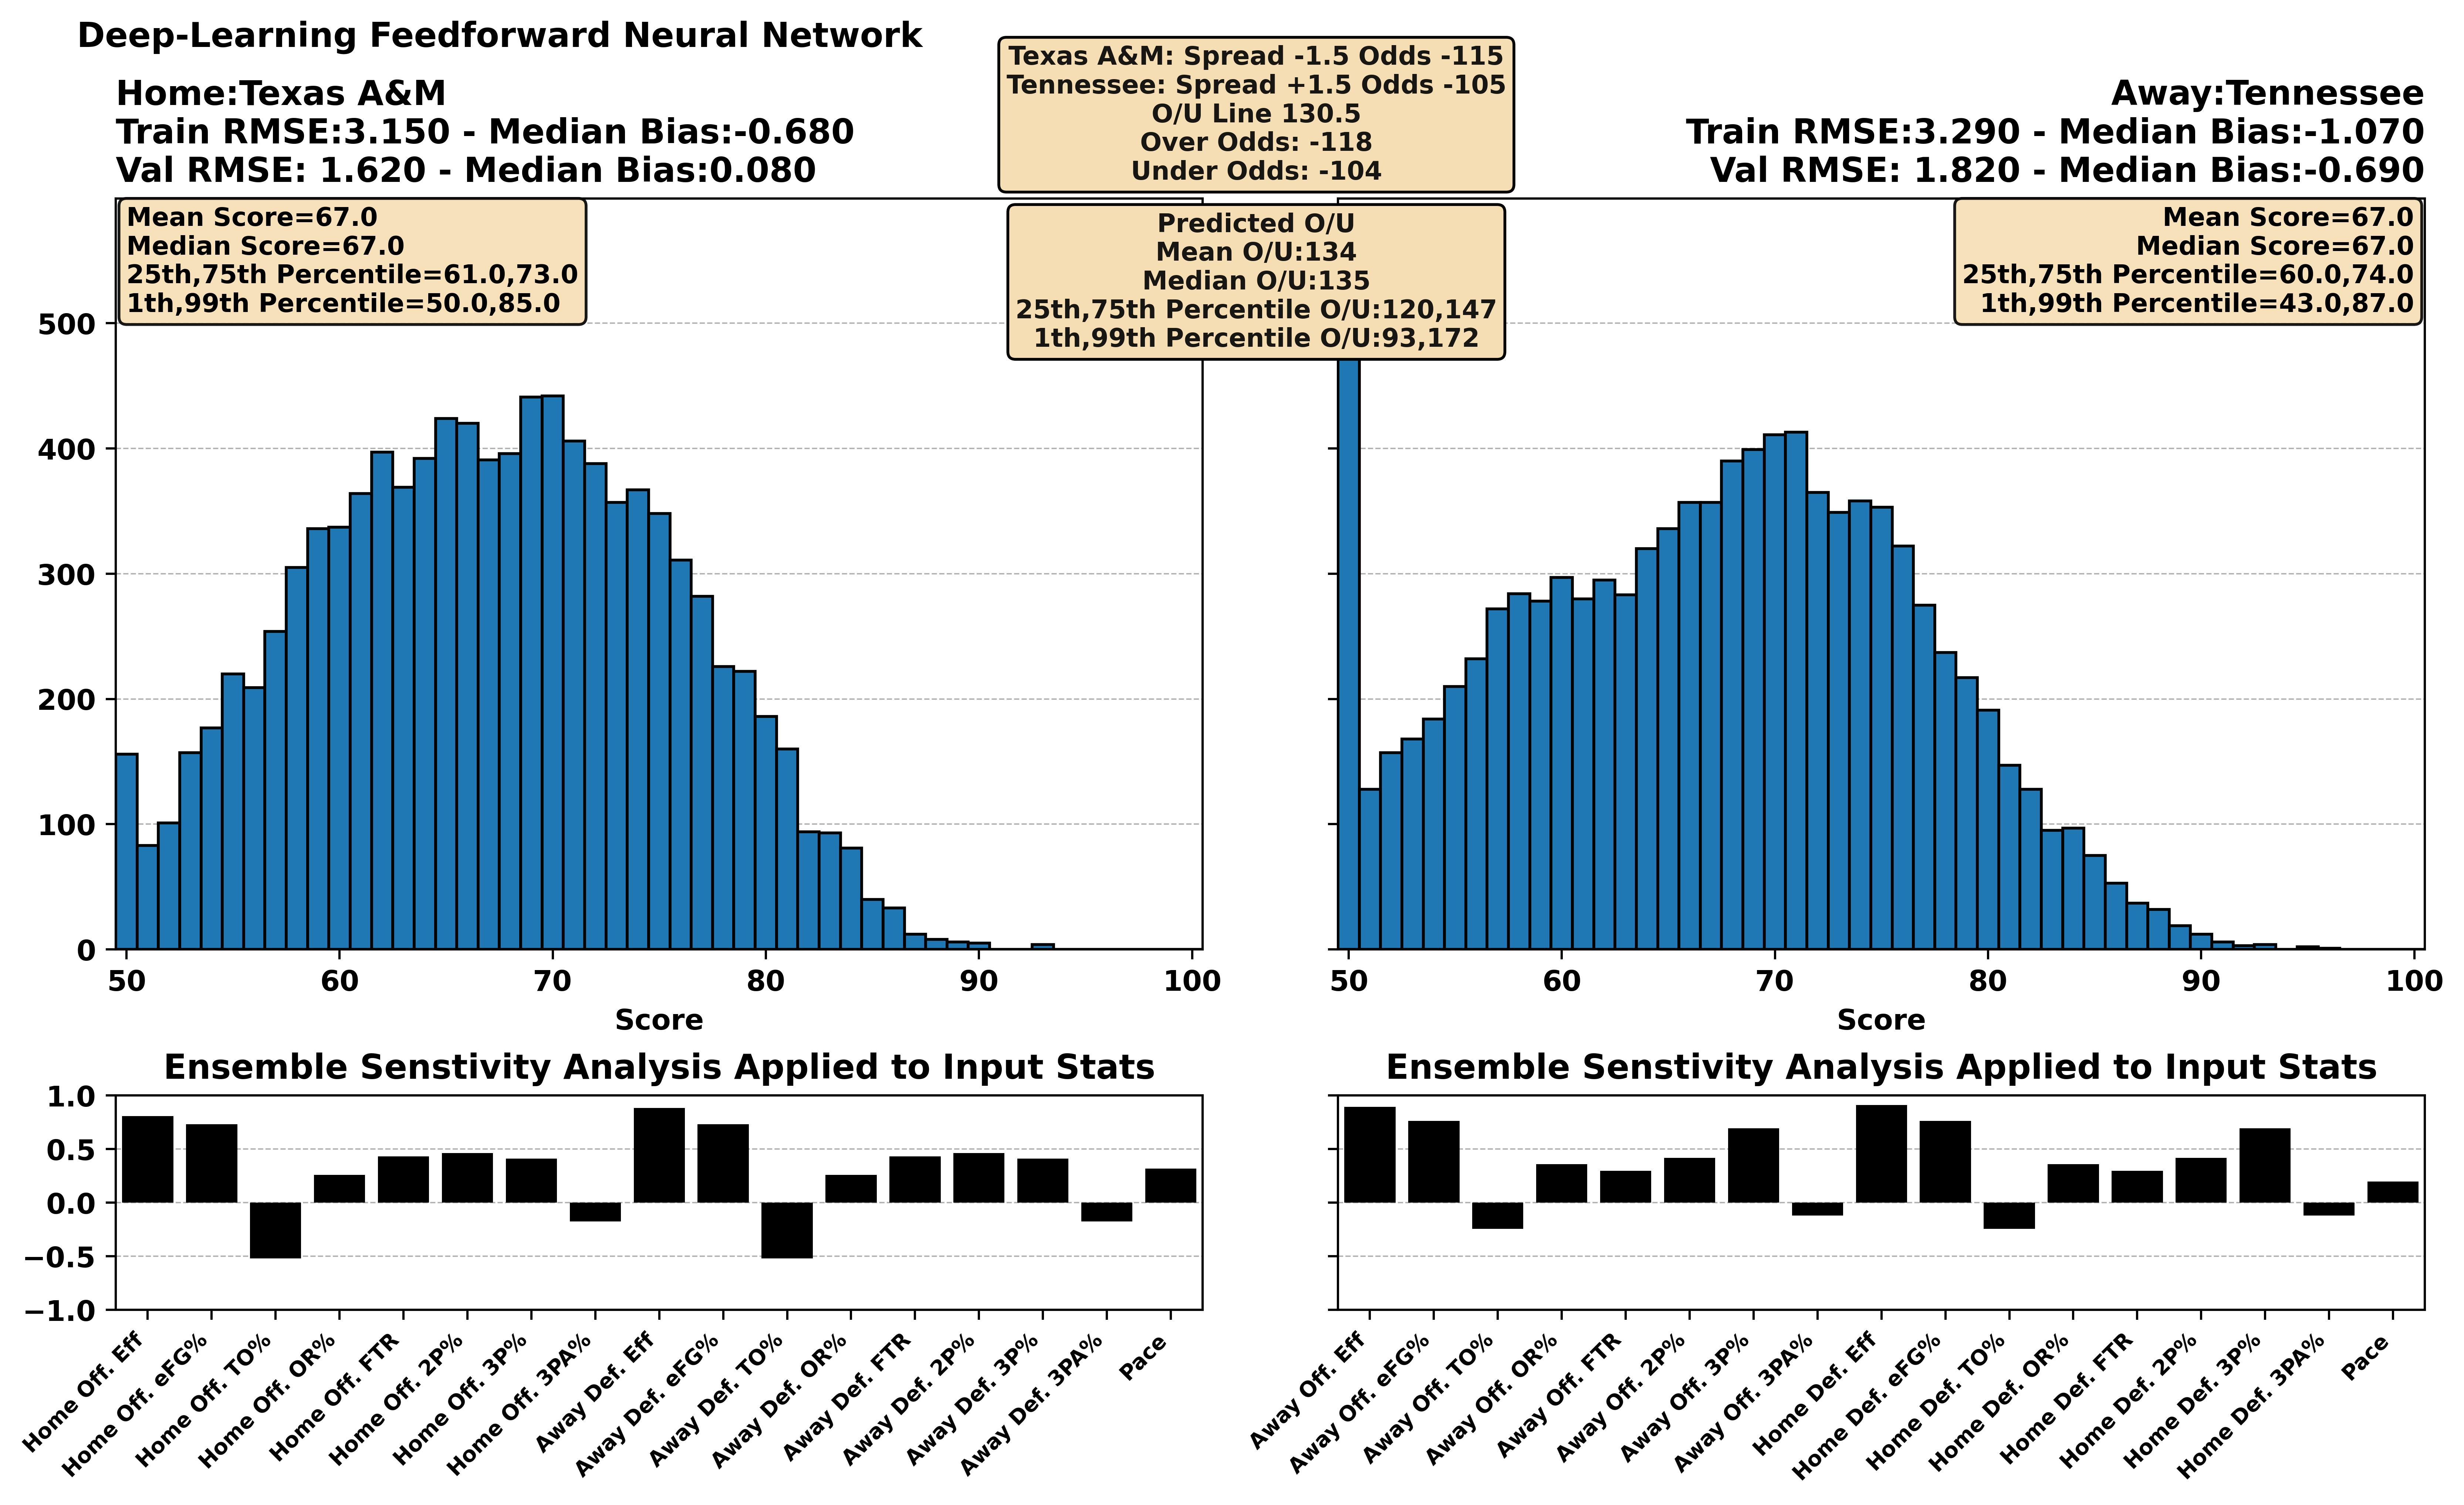 Deep-Learning Feedforward Neural Network
Home:Texas A&M
Train RMSE:3.150 - Median Bias:-0.680
Val RMSE: 1.620 - Median Bias:0.080
Texas A&M: Spread -1.5 Odds -115
Tennessee: Spread +1.5 Odds -105
O/U Line 130.5
Over Odds: -118
Under Odds: -104
Away:Tennessee
Train RMSE:3.290 - Median Bias:-1.070
Val RMSE: 1.820 - Median Bias:-0.690
Mean Score=67.0
Median Score=67.0
25th,75th Percentile=61.0,73.0
1th,99th Percentile=50.0,85.0
Predicted O/U
Mean O/U:134
Median O/U:135
25th,75th Percentile O/U:120,147
1th,99th Percentile O/U:93,172
Mean Score=67.0
Median Score=67.0
25th,75th Percentile=60.0,74.0
1th,99th Percentile=43.0,87.0
500
400
300
200
100
0
50 60 70 80 90 100
Score
50 60 70 80 90 100
Score
Ensemble Senstivity Analysis Applied to Input Stats
1.0
0.5
0.0
−0.5
−1.0
Home Off. Eff
Home Off. eFG%
Home Off. TO%
Home Off. OR%
Home Off. FTR
Home Off. 2P%
Home Off. 3P%
Home Off. 3PA%
Away Def. Eff
Away Def. eFG%
Away Def. TO%
Away Def. OR%
Away Def. FTR
Away Def. 2P%
Away Def. 3P%
Away Def. 3PA%
Pace
Ensemble Senstivity Analysis Applied to Input Stats
Away Off. Eff
Away Off. eFG%
Away Off. TO%
Away Off. OR%
Away Off. FTR
Away Off. 2P%
Away Off. 3P%
Away Off. 3PA%
Home Def. Eff
Home Def. eFG%
Home Def. TO%
Home Def. OR%
Home Def. FTR
Home Def. 2P%
Home Def. 3P%
Home Def. 3PA%
Pace